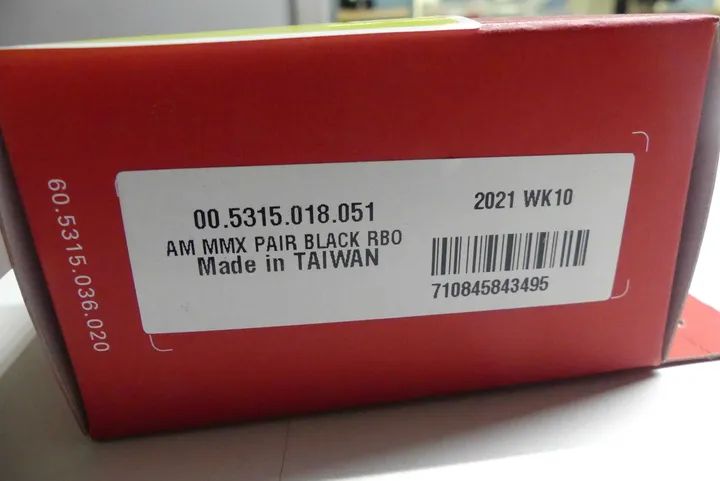 00.5315.018.051
AM MMX PAIR BLACK RBO
Made in TAIWAN
2021 WK10
710845843495
60.5315.036.020